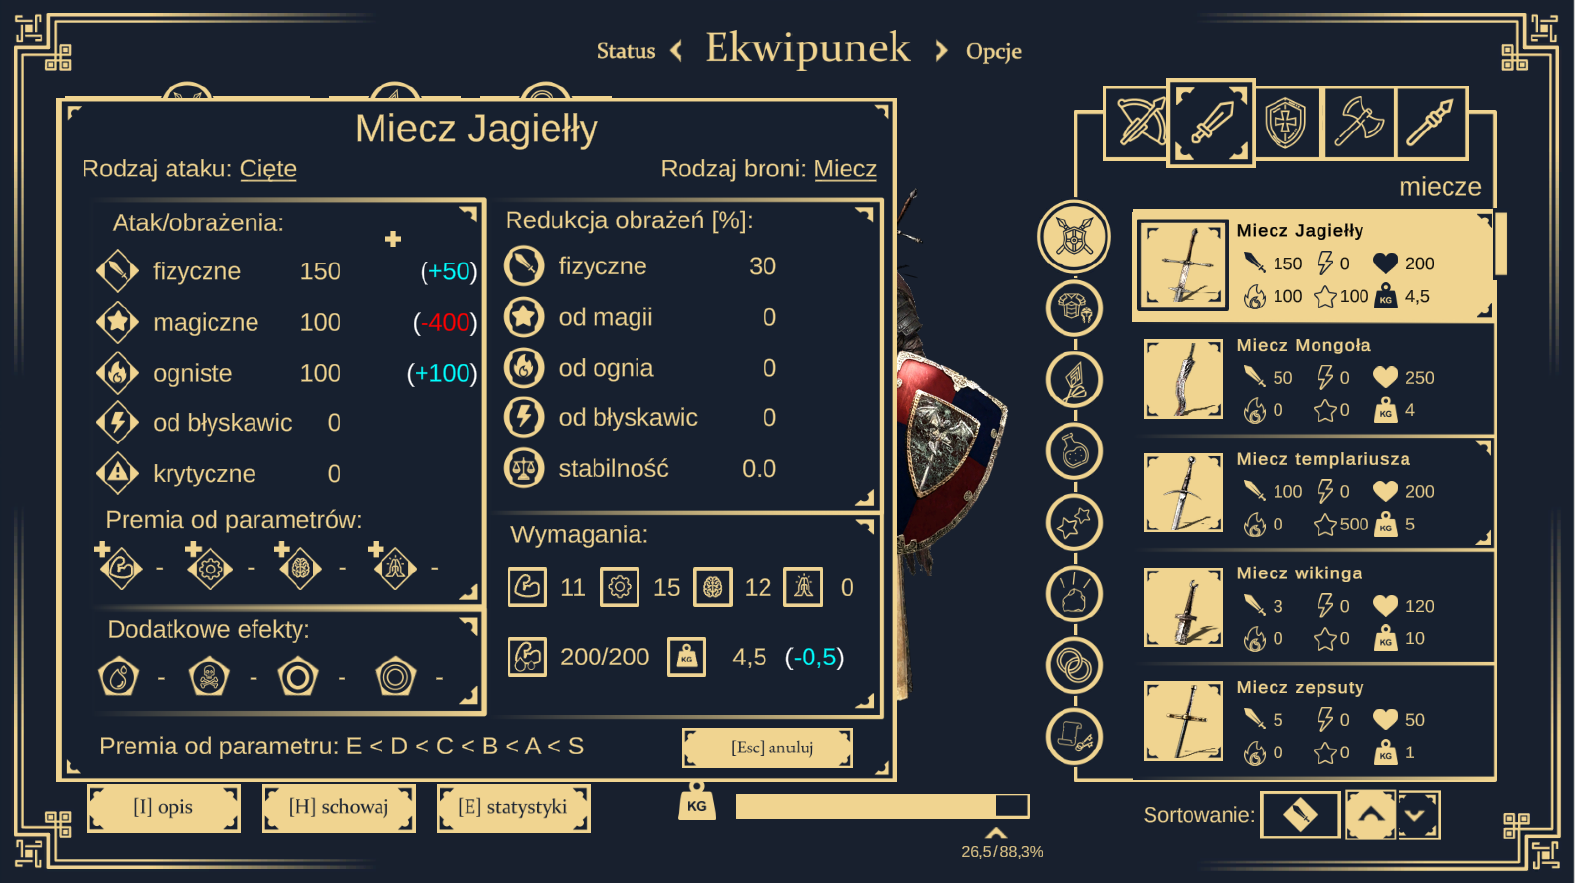 Status < Ekwipunek > Opcje
Miecz Jagiełły
Rodzaj ataku: Cięte
Rodzaj broni: Miecz
Atak/obrażenia:
fizyczne 150 (+50)
magiczne 100 (-400)
ogniste 100 (+100)
od błyskawic 0
krytyczne 0
Premia od parametrów:
- - - -
Dodatkowe efekty:
- - - -
Redukcja obrażeń [%]:
fizyczne 30
od magii 0
od ognia 0
od błyskawic 0
stabilność 0.0
Wymagania:
11 15 12 0
200/200 KG 4,5 (-0,5)
Premia od parametru: E < D < C < B < A < S
[Esc] anuluj
[I] opis
[H] schowaj
[E] statystyki
KG
26,5/88,3%
miecze
Miecz Jagiełły
150 0 200
100 100 KG 4,5
Miecz Mongoła
50 0 250
0 0 KG 4
Miecz templariusza
100 0 200
0 500 KG 5
Miecz wikinga
3 0 120
0 0 KG 10
Miecz zepsuty
5 0 50
0 0 KG 1
Sortowanie: